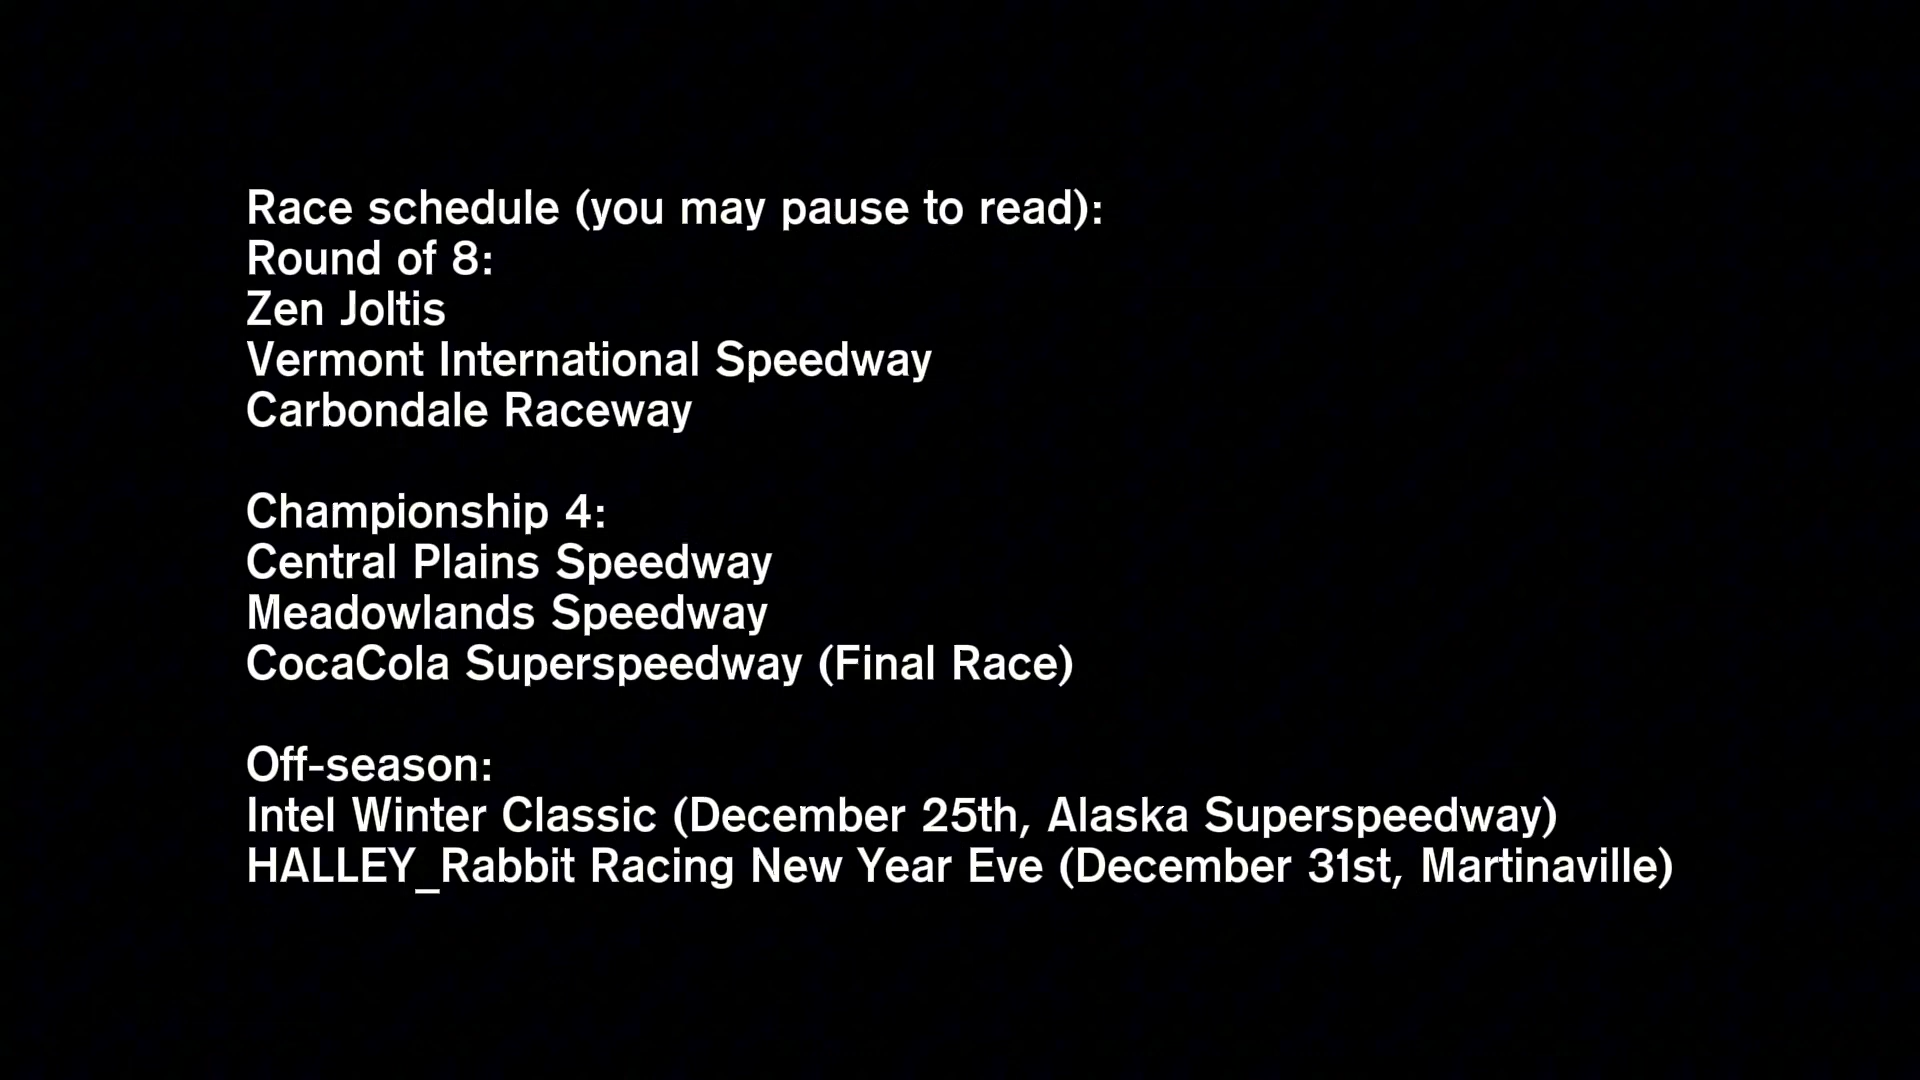 Race schedule (you may pause to read):
Round of 8:
Zen Joltis
Vermont International Speedway
Carbondale Raceway
Championship 4:
Central Plains Speedway
Meadowlands Speedway
CocaCola Superspeedway (Final Race)
Off-season:
Intel Winter Classic (December 25th, Alaska Superspeedway)
HALLEY_Rabbit Racing New Year Eve (December 31st, Martinaville)